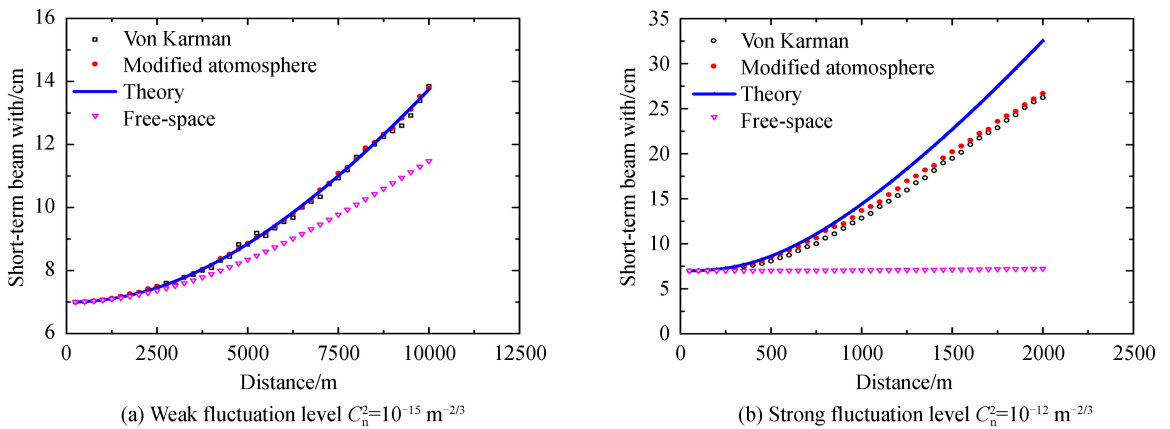 16
14
12
10
8
6
Short-term beam with/cm
Von Karman
Modified atomosphere
Theory
Free-space
0
2500
5000
7500
10000
12500
Distance/m
(a) Weak fluctuation level C²ₙ=10⁻¹⁵ m⁻²/³
35
30
25
20
15
10
5
0
Short-term beam with/cm
Von Karman
Modified atomosphere
Theory
Free-space
0
500
1000
1500
2000
2500
Distance/m
(b) Strong fluctuation level C²ₙ=10⁻¹² m⁻²/³